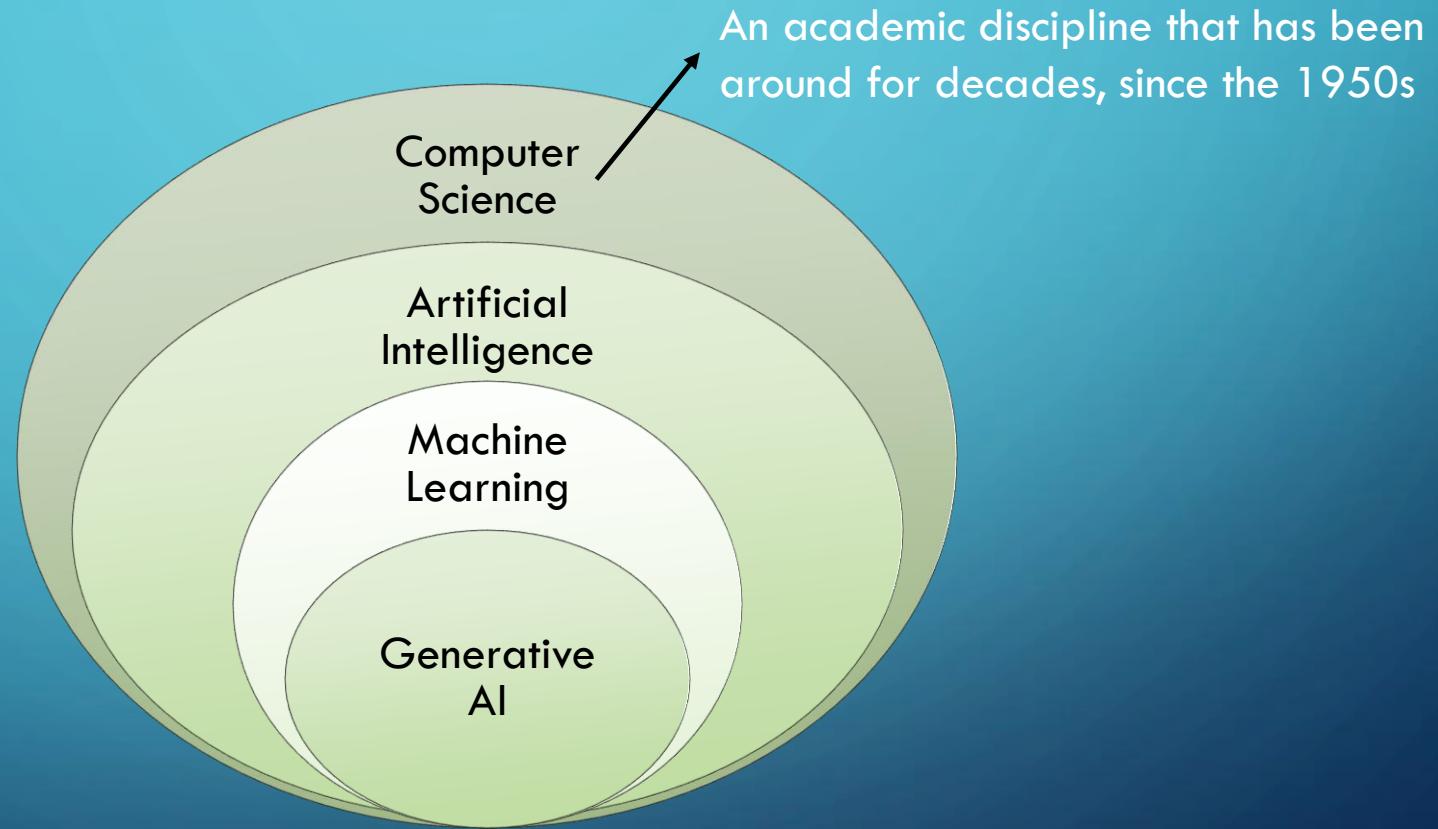 An academic discipline that has been
around for decades, since the 1950s
Computer
Science
Artificial
Intelligence
Machine
Learning
Generative
AI